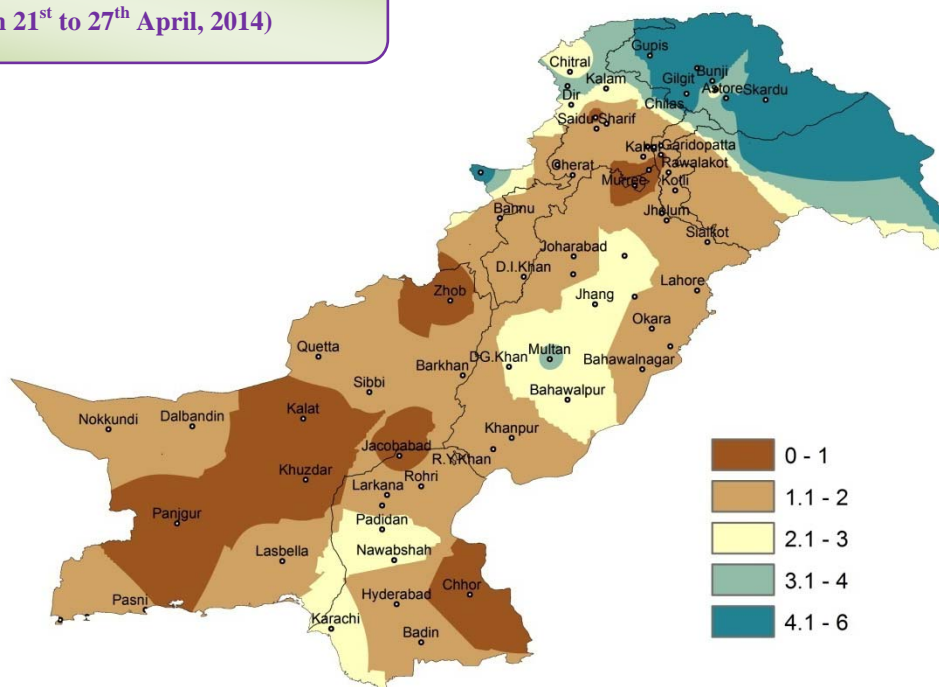 n 21st to 27th April, 2014)
Gupis
Chitral
Bunji
Gilgit
Kalam
Astore Skardu
Dir
Chilas
Saidu Sharif
Garidopatta
Rawalakot
Cherat
Murree
Kotli
Bannu
Jhelum
Sialkot
Joharabad
D.I.Khan
Lahore
Zhob
Jhang
Okara
Quetta
Multan
Barkhan
DG.Khan
Bahawalnagar
Sibbi
Bahawalpur
Kalat
Nokkundi
Dalbandin
Khanpur
Jacobabad
R.Y.Khan
Khuzdar
Rohri
Larkana
Panjgur
Padidan
Lasbella
Nawabshah
Chhor
Pasni
Hyderabad
Karachi
Badin
0 - 1
1.1 - 2
2.1 - 3
3.1 - 4
4.1 - 6